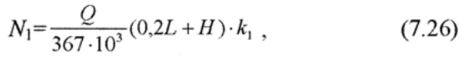 N₁ = Q / 367·10³ (0,2L + H)·k₁ , (7.26)